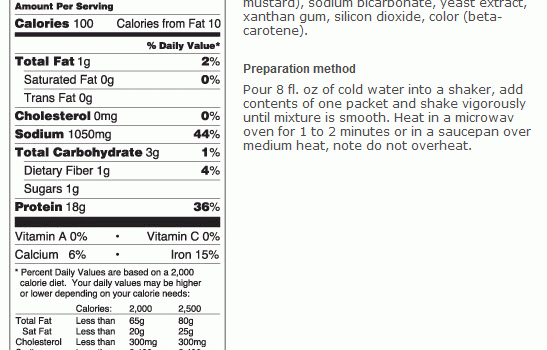 Amount Per Serving
Calories 100 Calories from Fat 10
% Daily Value*
Total Fat 1g 2%
Saturated Fat 0g 0%
Trans Fat 0g
Cholesterol 0mg 0%
Sodium 1050mg 44%
Total Carbohydrate 3g 1%
Dietary Fiber 1g 4%
Sugars 1g
Protein 18g 36%
Vitamin A 0% • Vitamin C 0%
Calcium 6% • Iron 15%
* Percent Daily Values are based on a 2,000
calorie diet. Your daily values may be higher
or lower depending on your calorie needs:
Calories: 2,000 2,500
Total Fat Less than 65g 80g
Sat Fat Less than 20g 25g
Cholesterol Less than 300mg 300mg
mustard), sodium bicarbonate, yeast extract,
xanthan gum, silicon dioxide, color (beta-
carotene).
Preparation method
Pour 8 fl. oz of cold water into a shaker, add
contents of one packet and shake vigorously
until mixture is smooth. Heat in a microwav
oven for 1 to 2 minutes or in a saucepan over
medium heat, note do not overheat.